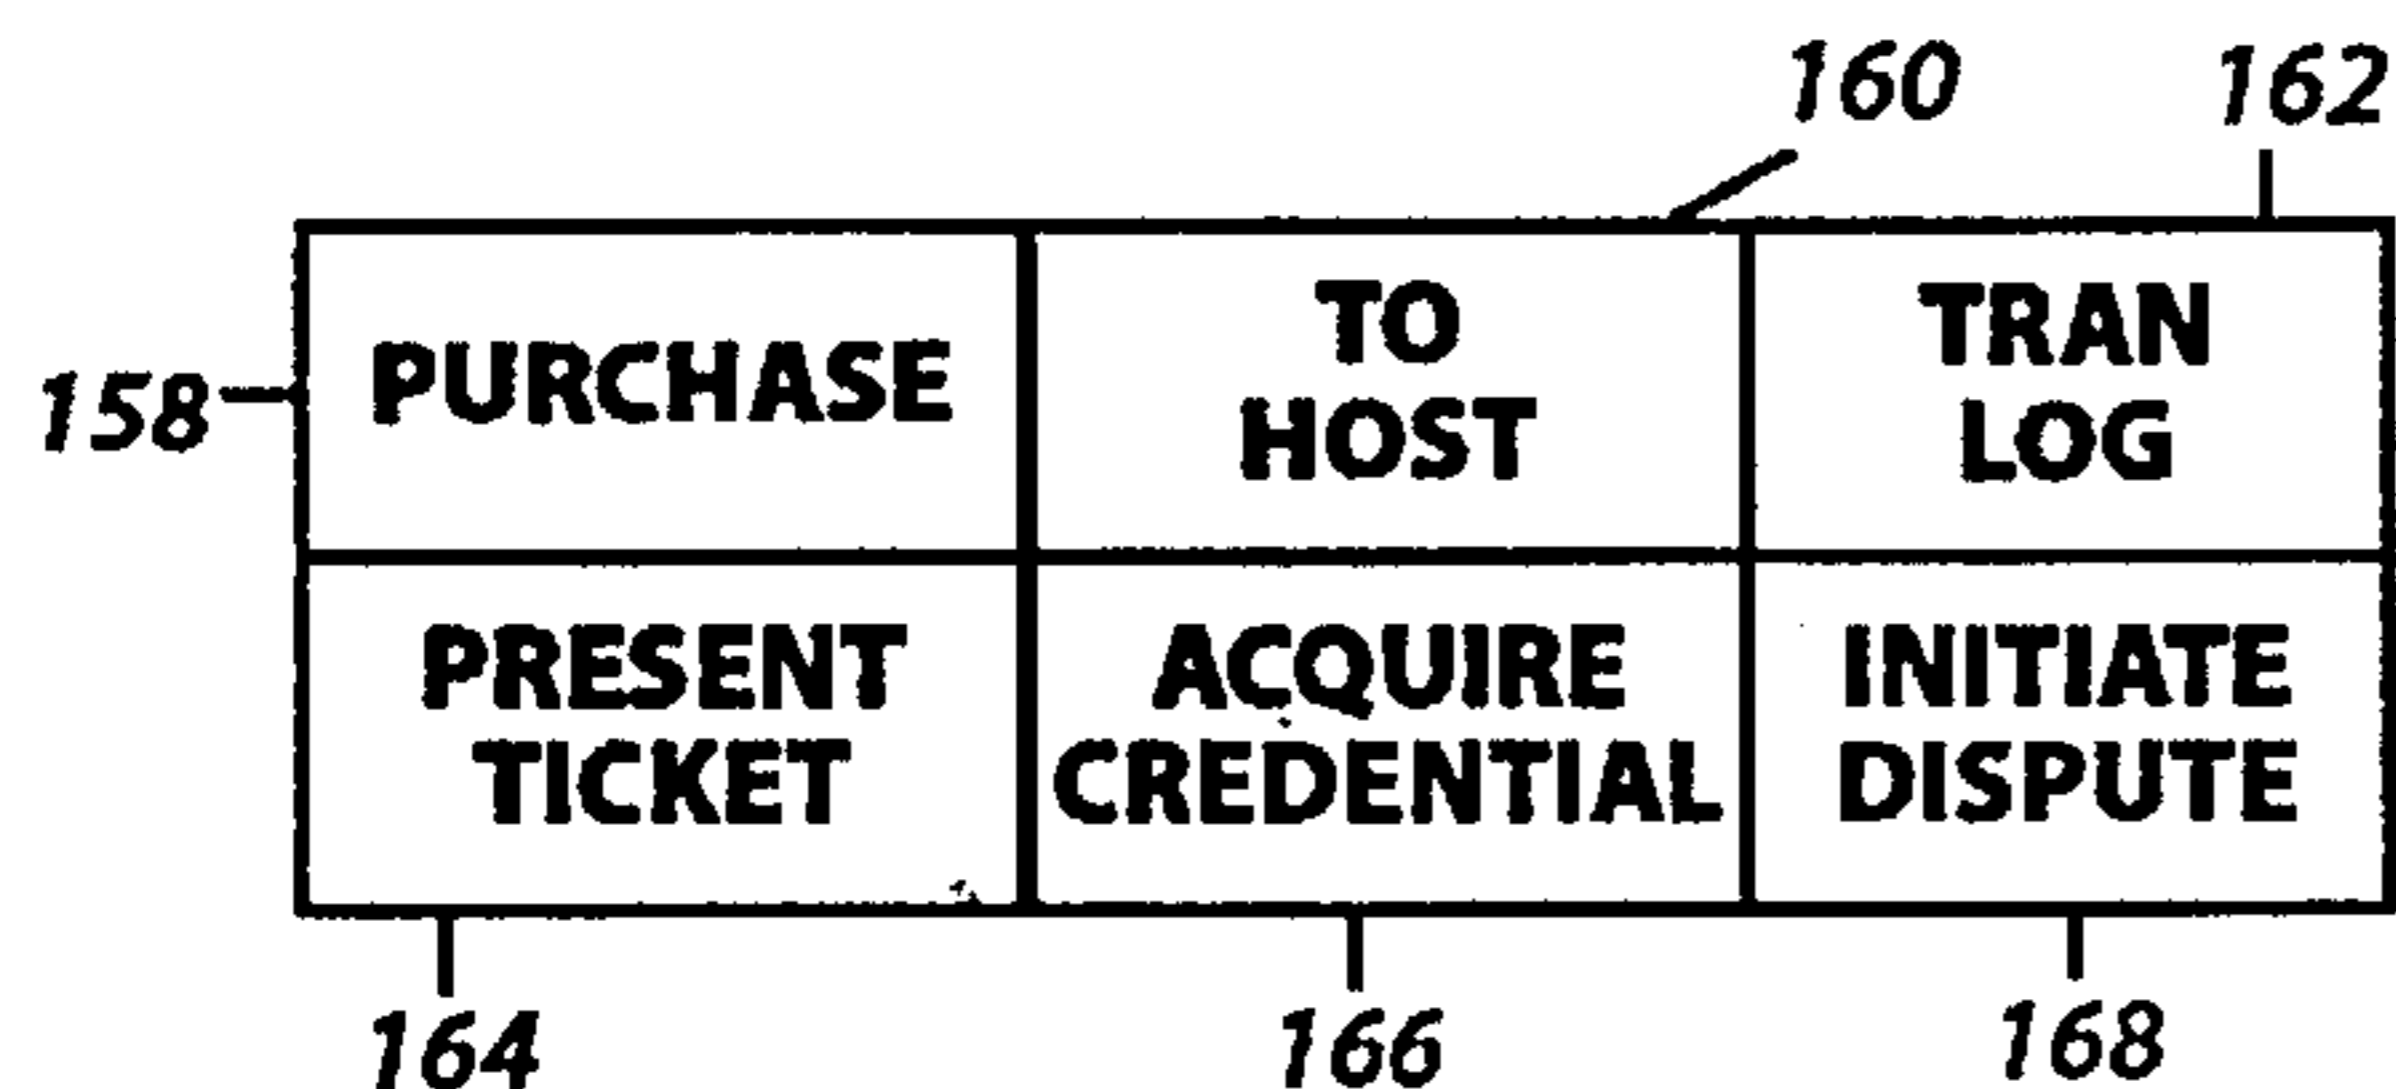 160
162
158
PURCHASE
TO
HOST
TRAN
LOG
PRESENT
TICKET
ACQUIRE
CREDENTIAL
INITIATE
DISPUTE
164
166
168